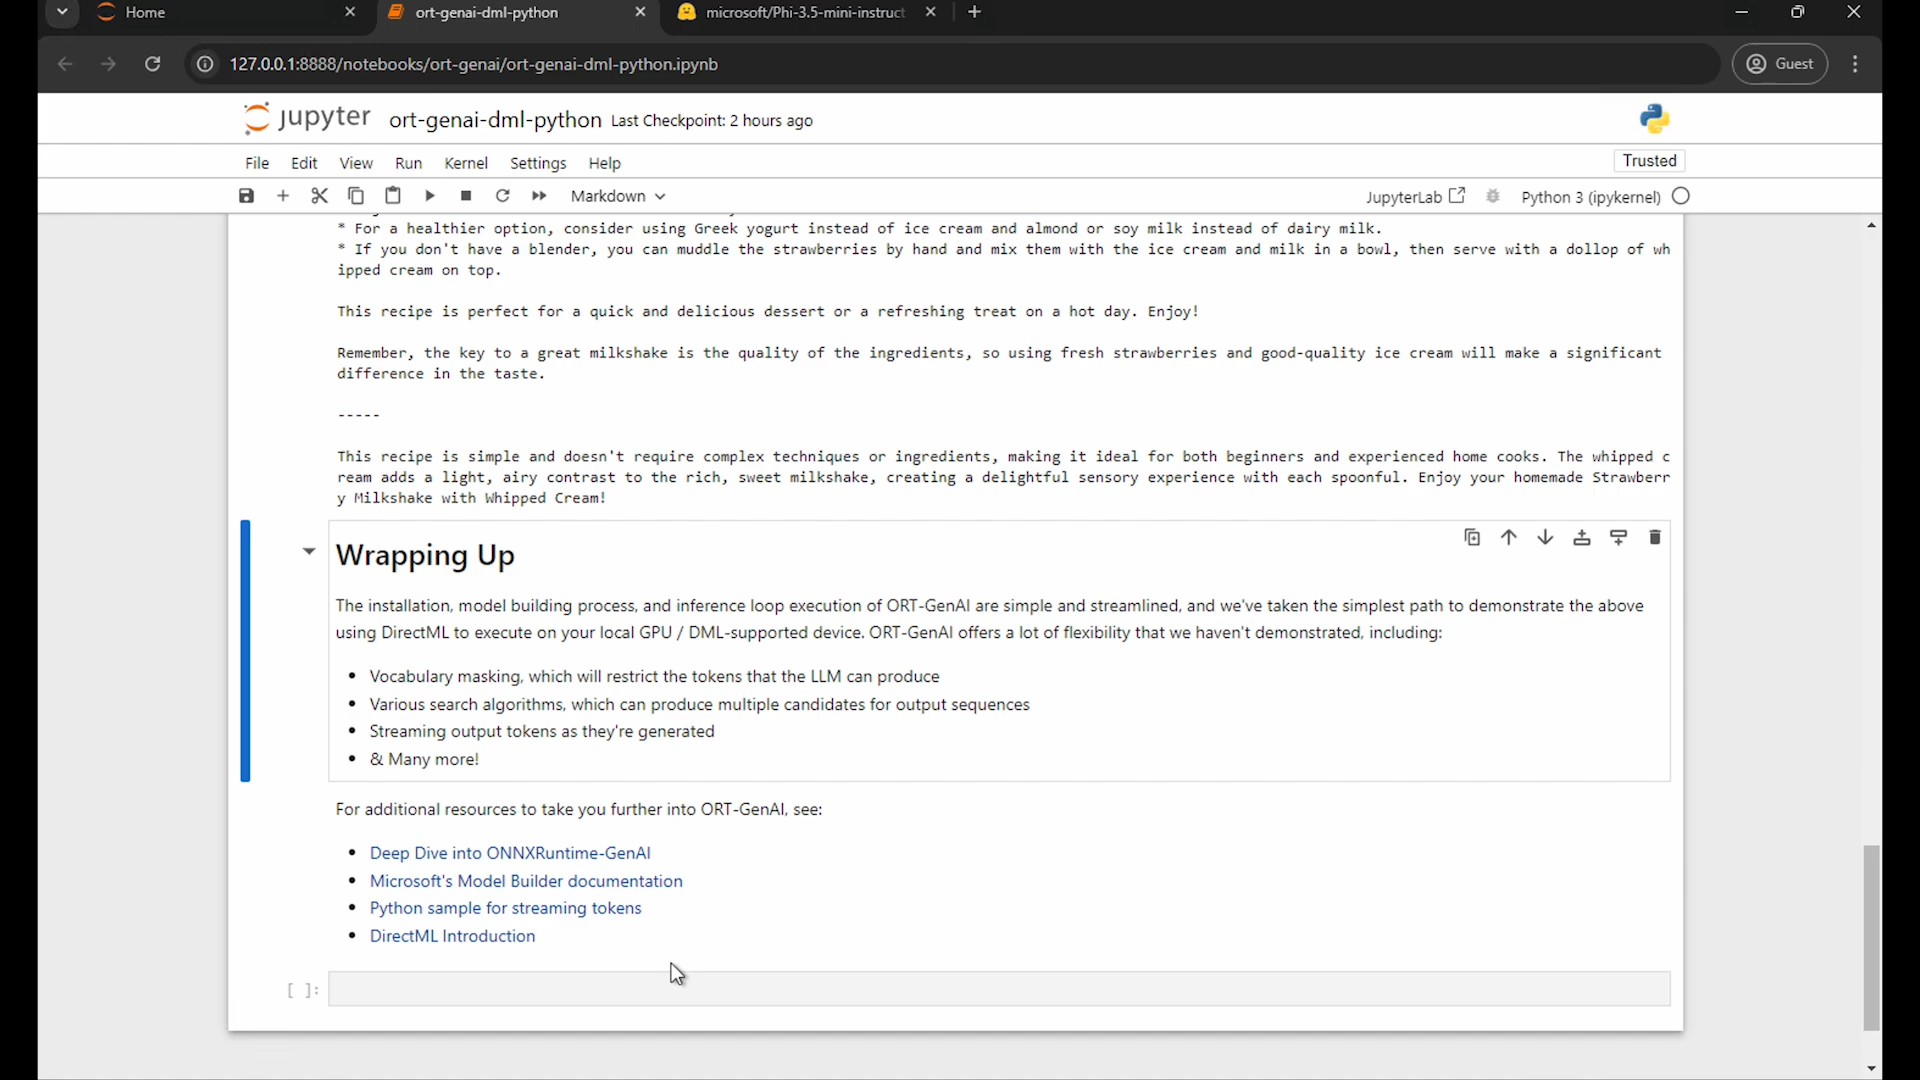 Home
ort-genai-dml-python
microsoft/Phi-3.5-mini-instruct
127.0.0.1:8888/notebooks/ort-genai/ort-genai-dml-python.ipynb
Guest
jupyter ort-genai-dml-python Last Checkpoint: 2 hours ago
File Edit View Run Kernel Settings Help
Trusted
Markdown
JupyterLab
Python 3 (ipykernel)
* For a healthier option, consider using Greek yogurt instead of ice cream and almond or soy milk instead of dairy milk.
* If you don't have a blender, you can muddle the strawberries by hand and mix them with the ice cream and milk in a bowl, then serve with a dollop of wh
ipped cream on top.
This recipe is perfect for a quick and delicious dessert or a refreshing treat on a hot day. Enjoy!
Remember, the key to a great milkshake is the quality of the ingredients, so using fresh strawberries and good-quality ice cream will make a significant
difference in the taste.
-----
This recipe is simple and doesn't require complex techniques or ingredients, making it ideal for both beginners and experienced home cooks. The whipped c
ream adds a light, airy contrast to the rich, sweet milkshake, creating a delightful sensory experience with each spoonful. Enjoy your homemade Strawberr
y Milkshake with Whipped Cream!
Wrapping Up
The installation, model building process, and inference loop execution of ORT-GenAI are simple and streamlined, and we've taken the simplest path to demonstrate the above
using DirectML to execute on your local GPU / DML-supported device. ORT-GenAI offers a lot of flexibility that we haven't demonstrated, including:
• Vocabulary masking, which will restrict the tokens that the LLM can produce
• Various search algorithms, which can produce multiple candidates for output sequences
• Streaming output tokens as they're generated
• & Many more!
For additional resources to take you further into ORT-GenAI, see:
• Deep Dive into ONNXRuntime-GenAI
• Microsoft's Model Builder documentation
• Python sample for streaming tokens
• DirectML Introduction
[ ]: